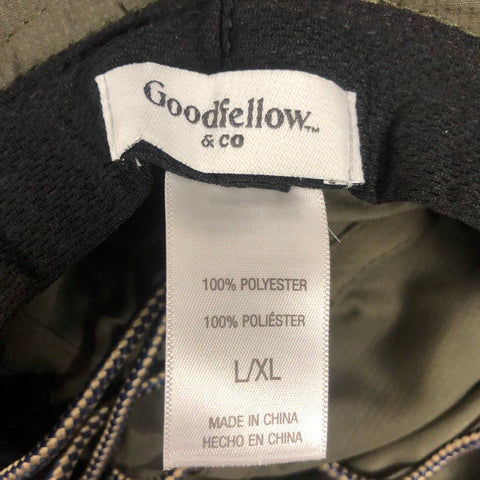 Goodfellow™
& CO
100% POLYESTER
100% POLIÉSTER
L/XL
MADE IN CHINA
HECHO EN CHINA